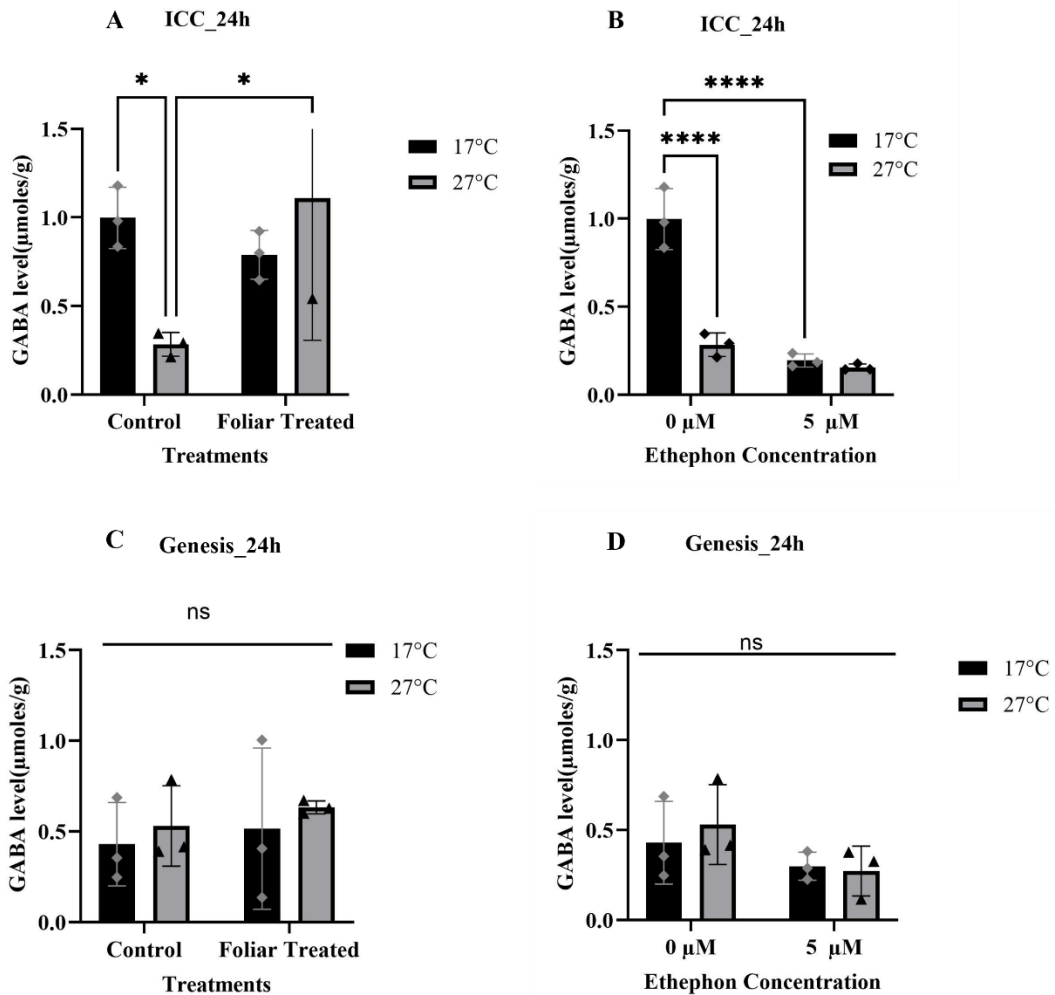 A
ICC_24h
*
*
1.5
1.0
0.5
0.0
GABA level(μmoles/g)
Control
Foliar Treated
Treatments
17°C
27°C
B
ICC_24h
****
****
1.5
1.0
0.5
0.0
GABA level(μmoles/g)
0 μM
5 μM
Ethephon Concentration
17°C
27°C
C
Genesis_24h
ns
1.5
1.0
0.5
0.0
GABA level(μmoles/g)
Control
Foliar Treated
Treatments
17°C
27°C
D
Genesis_24h
ns
1.5
1.0
0.5
0.0
GABA level(μmoles/g)
0 μM
5 μM
Ethephon Concentration
17°C
27°C